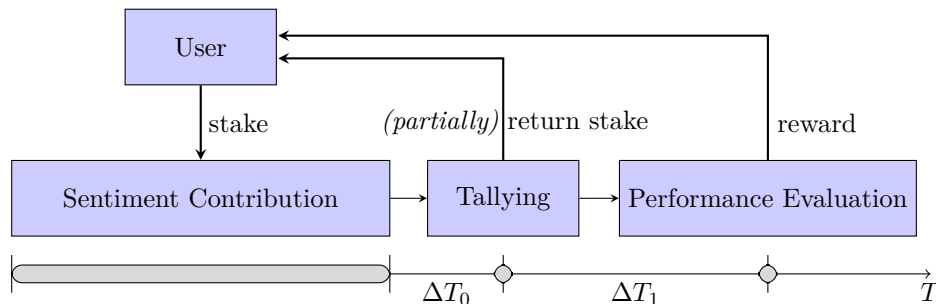 User
stake
(partially) return stake
reward
Sentiment Contribution
Tallying
Performance Evaluation
ΔT₀
ΔT₁
T